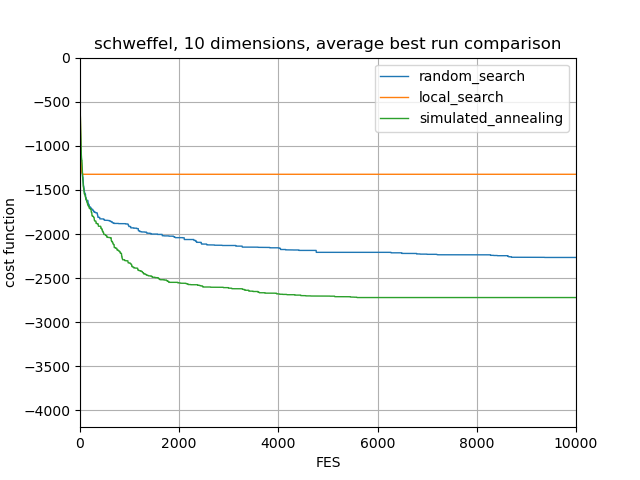 schweffel, 10 dimensions, average best run comparison
random_search
local_search
simulated_annealing
cost function
0
−500
−1000
−1500
−2000
−2500
−3000
−3500
−4000
0 2000 4000 6000 8000 10000
FES